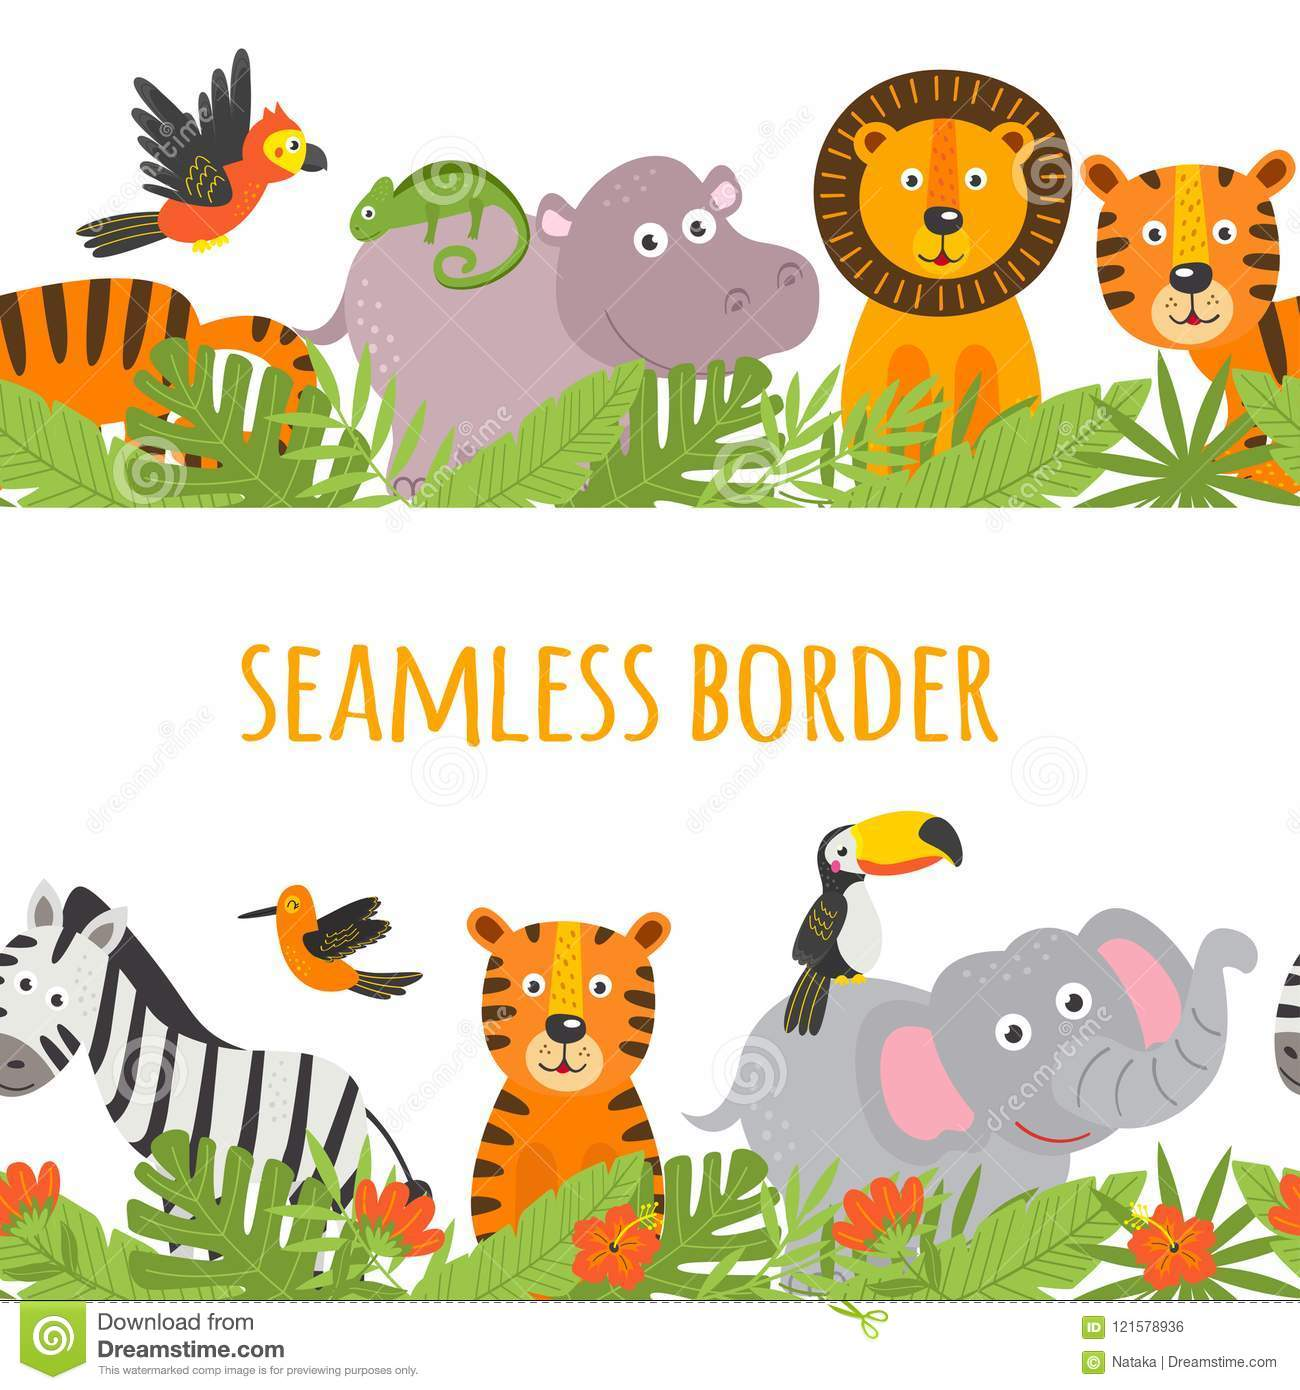 SEAMLESS BORDER
Download from
Dreamstime.com
This watermarked comp image is for previewing purposes only.
ID 121578936
© Nataka | Dreamstime.com